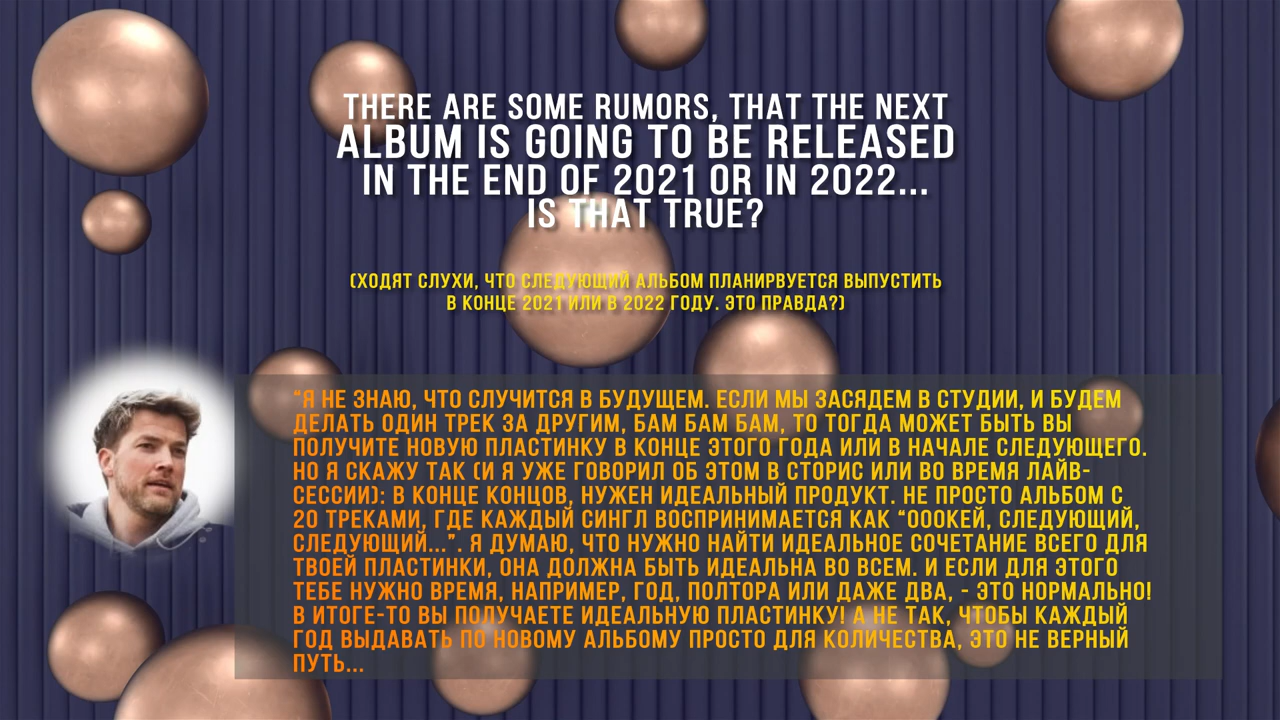 THERE ARE SOME RUMORS, THAT THE NEXT
ALBUM IS GOING TO BE RELEASED
IN THE END OF 2021 OR IN 2022...
IS THAT TRUE?
(ХОДЯТ СЛУХИ, ЧТО СЛЕДУЮЩИЙ АЛЬБОМ ПЛАНИРВУЕТСЯ ВЫПУСТИТЬ
В КОНЦЕ 2021 ИЛИ В 2022 ГОДУ. ЭТО ПРАВДА?)
“Я НЕ ЗНАЮ, ЧТО СЛУЧИТСЯ В БУДУЩЕМ. ЕСЛИ МЫ ЗАСЯДЕМ В СТУДИИ, И БУДЕМ
ДЕЛАТЬ ОДИН ТРЕК ЗА ДРУГИМ, БАМ БАМ БАМ, ТО ТОГДА МОЖЕТ БЫТЬ ВЫ
ПОЛУЧИТЕ НОВУЮ ПЛАСТИНКУ В КОНЦЕ ЭТОГО ГОДА ИЛИ В НАЧАЛЕ СЛЕДУЮЩЕГО.
НО Я СКАЖУ ТАК (И Я УЖЕ ГОВОРИЛ ОБ ЭТОМ В СТОРИС ИЛИ ВО ВРЕМЯ ЛАЙВ-
СЕССИИ): В КОНЦЕ КОНЦОВ, НУЖЕН ИДЕАЛЬНЫЙ ПРОДУКТ. НЕ ПРОСТО АЛЬБОМ С
20 ТРЕКАМИ, ГДЕ КАЖДЫЙ СИНГЛ ВОСПРИНИМАЕТСЯ КАК “ОООКЕЙ, СЛЕДУЮЩИЙ,
СЛЕДУЮЩИЙ...”. Я ДУМАЮ, ЧТО НУЖНО НАЙТИ ИДЕАЛЬНОЕ СОЧЕТАНИЕ ВСЕГО ДЛЯ
ТВОЕЙ ПЛАСТИНКИ, ОНА ДОЛЖНА БЫТЬ ИДЕАЛЬНА ВО ВСЕМ. И ЕСЛИ ДЛЯ ЭТОГО
ТЕБЕ НУЖНО ВРЕМЯ, НАПРИМЕР, ГОД, ПОЛТОРА ИЛИ ДАЖЕ ДВА, - ЭТО НОРМАЛЬНО!
В ИТОГЕ-ТО ВЫ ПОЛУЧАЕТЕ ИДЕАЛЬНУЮ ПЛАСТИНКУ! А НЕ ТАК, ЧТОБЫ КАЖДЫЙ
ГОД ВЫДАВАТЬ ПО НОВОМУ АЛЬБОМУ ПРОСТО ДЛЯ КОЛИЧЕСТВА, ЭТО НЕ ВЕРНЫЙ
ПУТЬ...